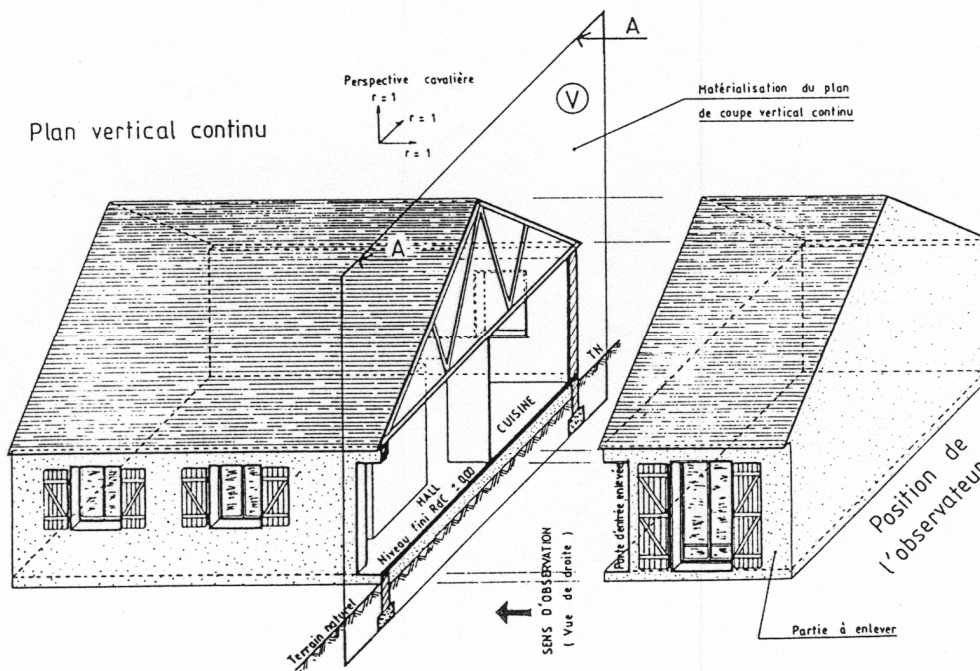 Plan vertical continu
Perspective cavalière
r = 1
r = 1
r = 1
A
V
Matérialisation du plan
de coupe vertical continu
A
TN
CUISINE
HALL
Niveau fini RdC ± 0,00
Terrain naturel
SENS D'OBSERVATION
( Vue de droite )
Porte d'entrée enlevée
Position de
l'observateur
Partie à enlever